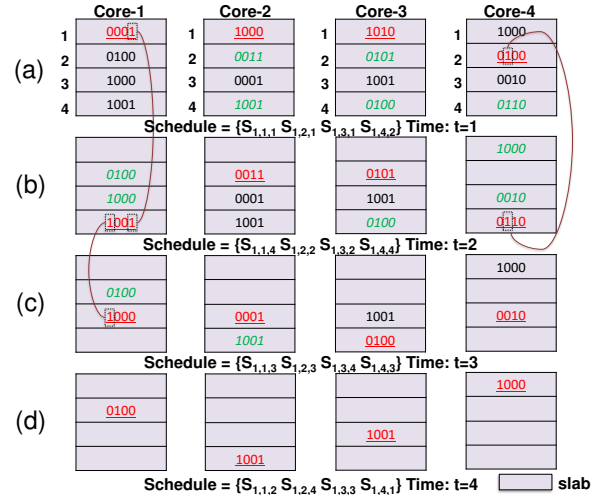 Core-1 Core-2 Core-3 Core-4
(a)
1 0001 1 1000 1 1010 1 1000
2 0100 2 0011 2 0101 2 0100
3 1000 3 0001 3 1001 3 0010
4 1001 4 1001 4 0100 4 0110
Schedule = {S1,1,1 S1,2,1 S1,3,1 S1,4,2} Time: t=1
(b)
1000
0100 0011 0101
1000 0001 1001 0010
1001 1001 0100 0110
Schedule = {S1,1,4 S1,2,2 S1,3,2 S1,4,4} Time: t=2
(c)
1000
0100
1000 0001 1001 0010
1001 0100
Schedule = {S1,1,3 S1,2,3 S1,3,4 S1,4,3} Time: t=3
(d)
1000
0100
1001
1001
Schedule = {S1,1,2 S1,2,4 S1,3,3 S1,4,1} Time: t=4
slab